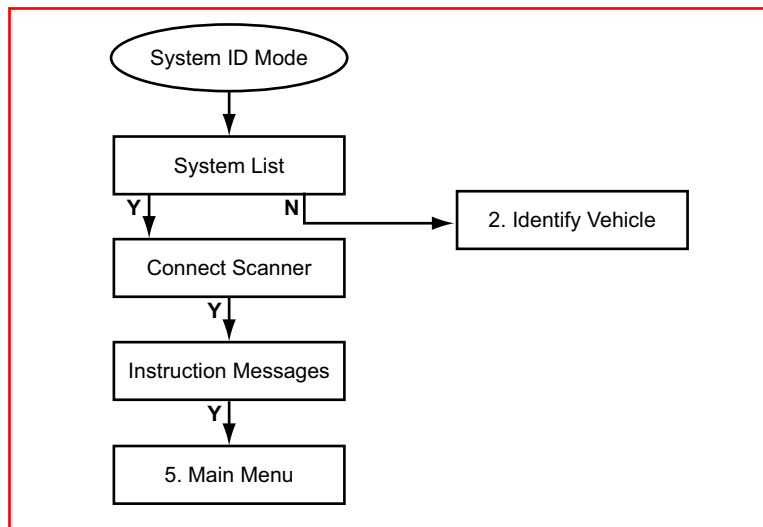 System ID Mode
System List
Y
N
2. Identify Vehicle
Connect Scanner
Y
Instruction Messages
Y
5. Main Menu